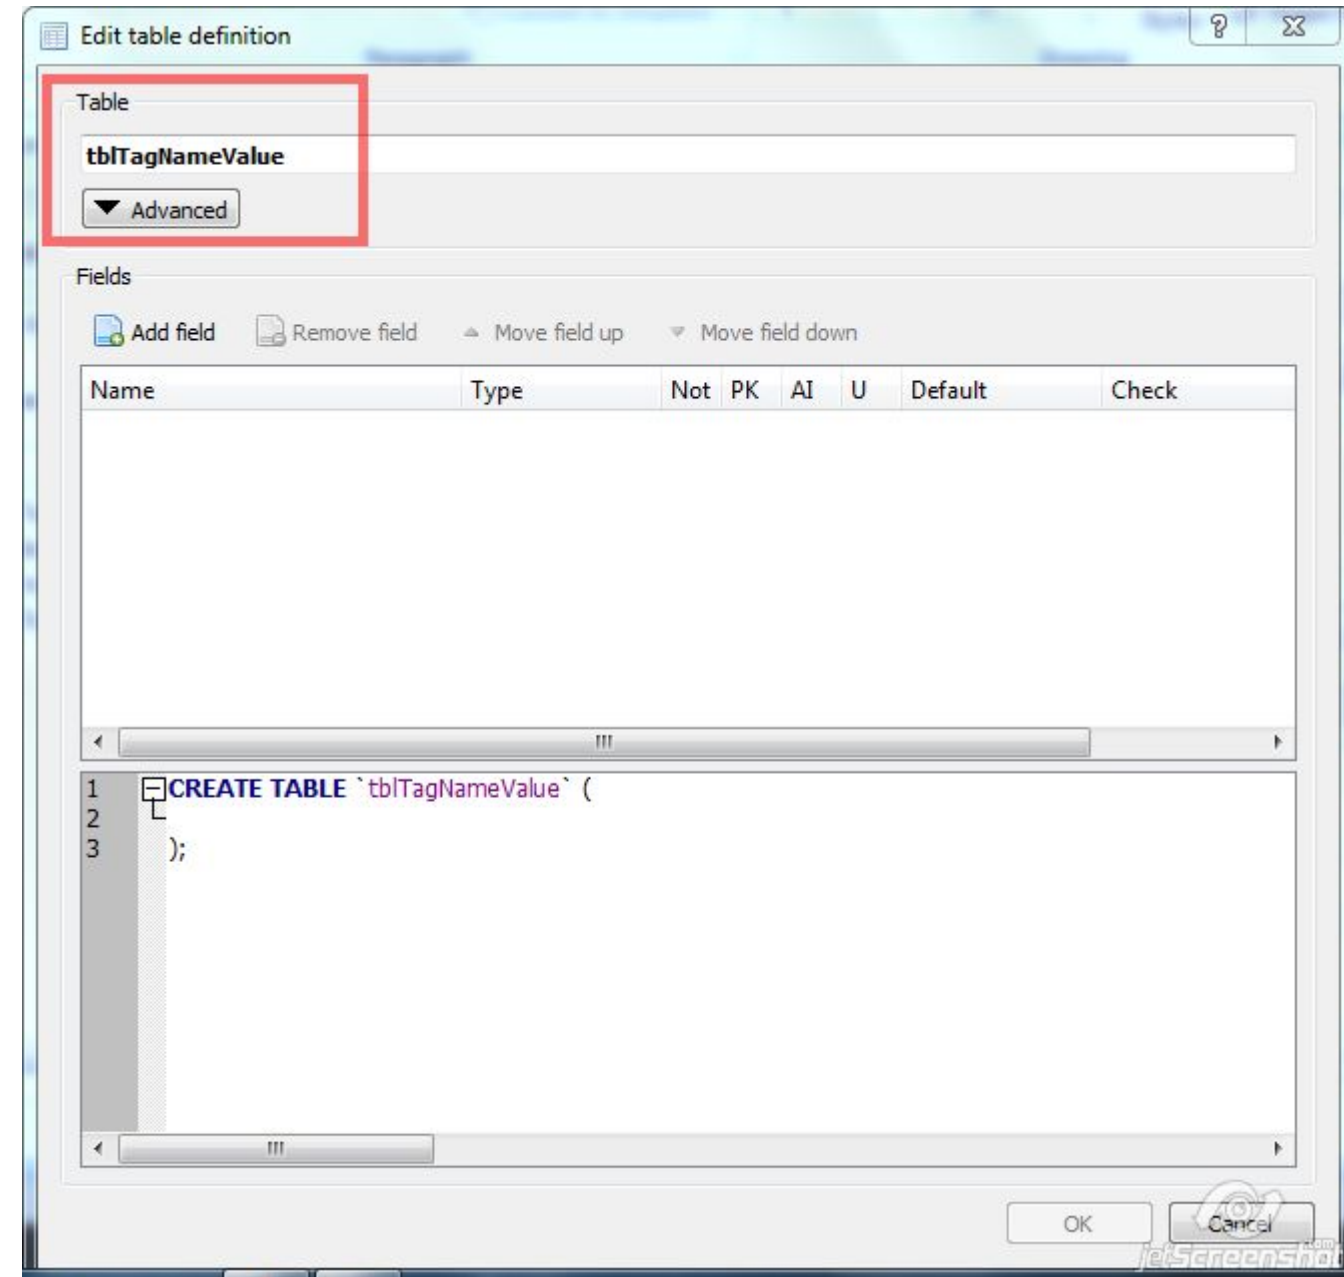 Edit table definition
Table
tblTagNameValue
Advanced
Fields
Add field Remove field Move field up Move field down
Name Type Not PK AI U Default Check
1 CREATE TABLE `tblTagNameValue` (
2
3 );
OK Cancel
jetScreenshot
.com